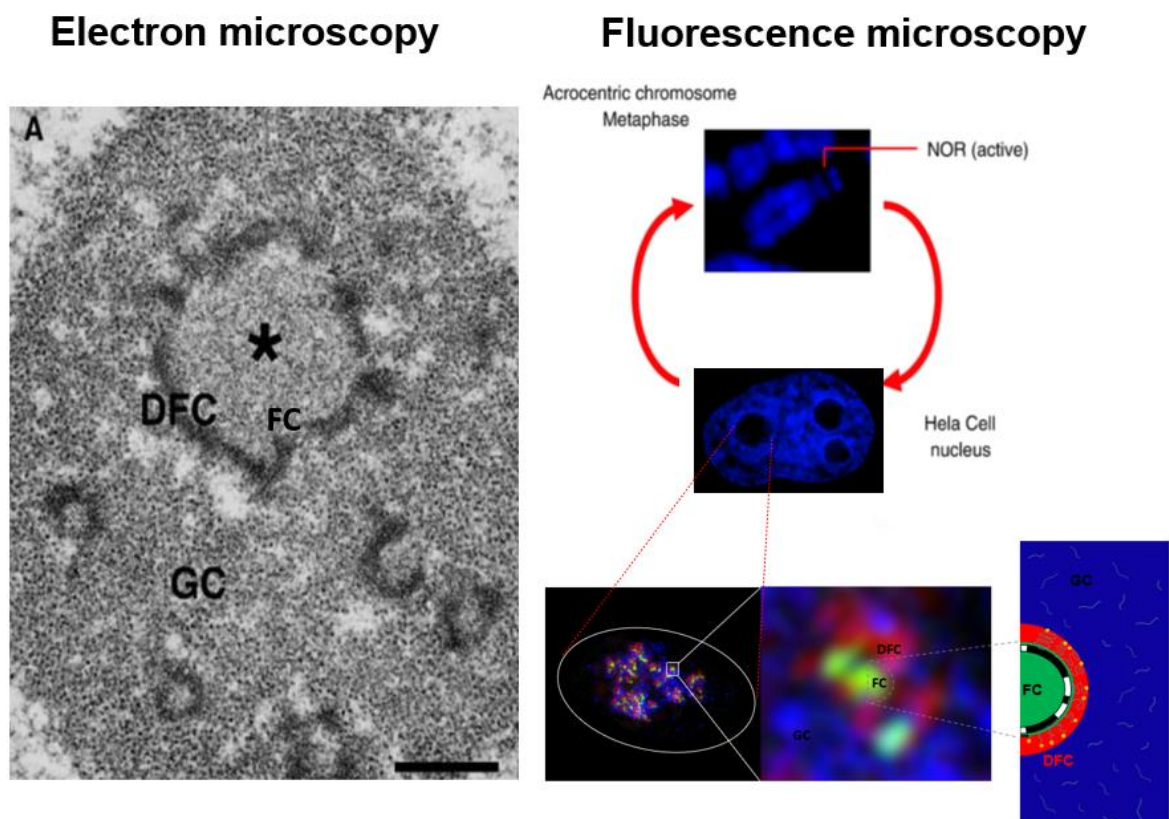 Electron microscopy
Fluorescence microscopy
A
*
DFC
FC
GC
Acrocentric chromosome
Metaphase
NOR (active)
Hela Cell
nucleus
DFC
FC
GC
GC
FC
DFC